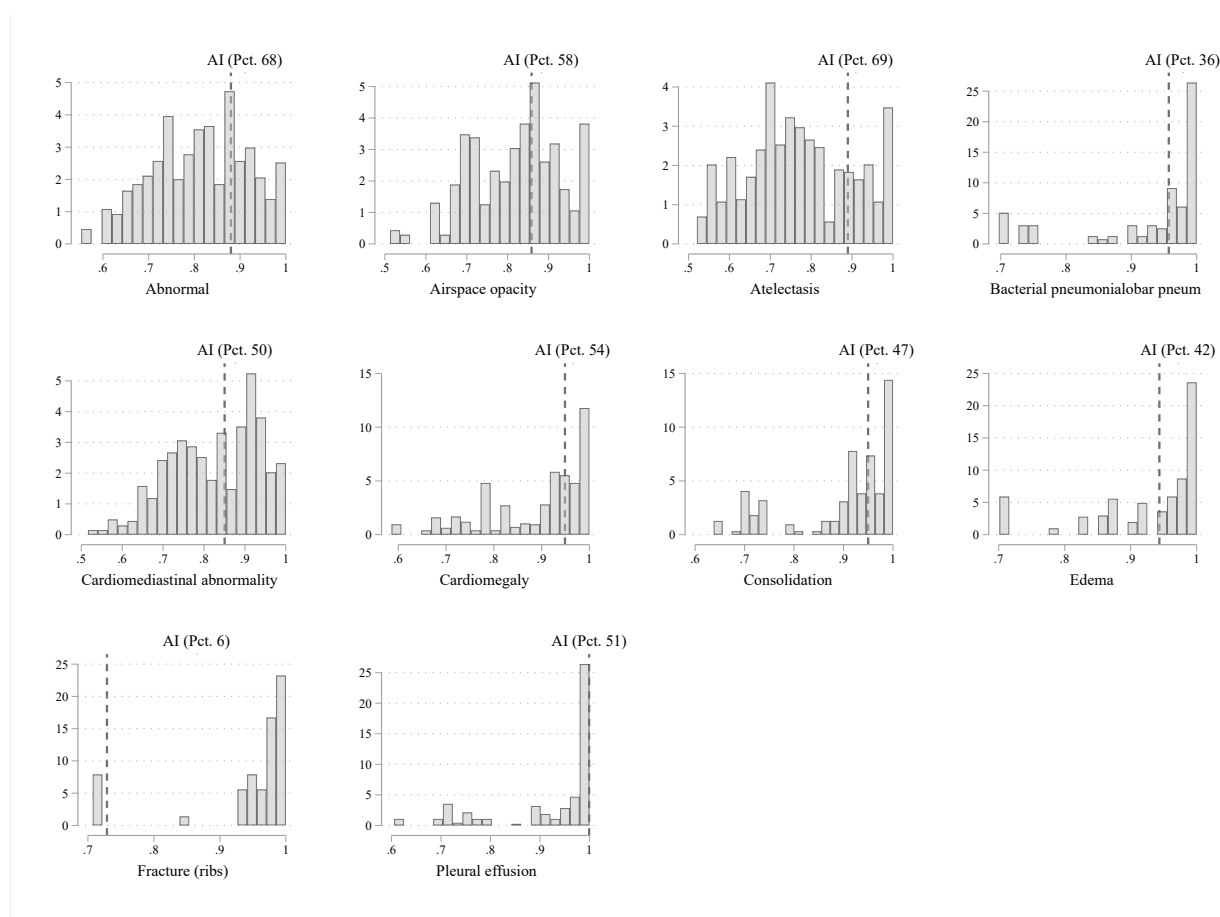 AI (Pct. 68)
5
4
3
2
1
0
.6 .7 .8 .9 1
Abnormal
AI (Pct. 58)
5
4
3
2
1
0
.5 .6 .7 .8 .9 1
Airspace opacity
AI (Pct. 69)
4
3
2
1
0
.5 .6 .7 .8 .9 1
Atelectasis
AI (Pct. 36)
25
20
15
10
5
0
.7 .8 .9 1
Bacterial pneumonialobar pneum
AI (Pct. 50)
5
4
3
2
1
0
.5 .6 .7 .8 .9 1
Cardiomediastinal abnormality
AI (Pct. 54)
15
10
5
0
.6 .7 .8 .9 1
Cardiomegaly
AI (Pct. 47)
15
10
5
0
.6 .7 .8 .9 1
Consolidation
AI (Pct. 42)
25
20
15
10
5
0
.7 .8 .9 1
Edema
AI (Pct. 6)
25
20
15
10
5
0
.7 .8 .9 1
Fracture (ribs)
AI (Pct. 51)
25
20
15
10
5
0
.6 .7 .8 .9 1
Pleural effusion